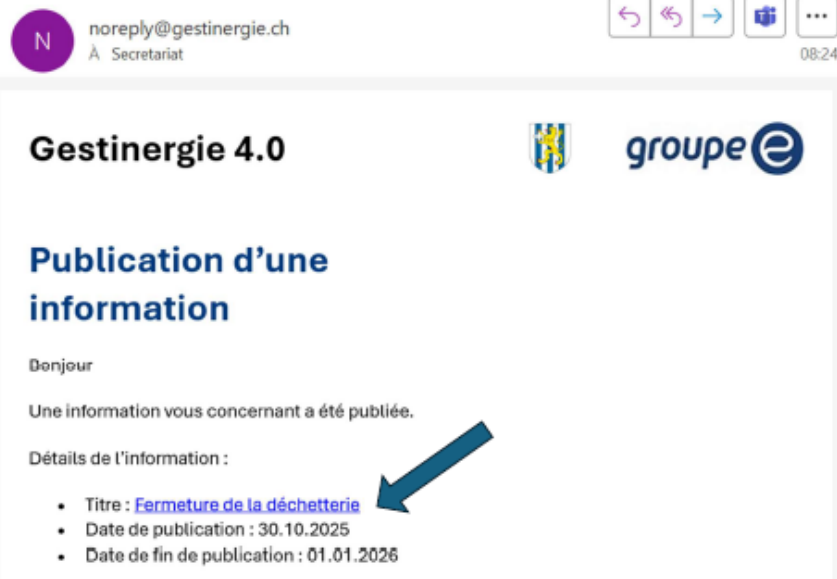 N
noreply@gestinergie.ch
À Secretariat
08:24
Gestinergie 4.0
groupe e
Publication d’une
information
Bonjour
Une information vous concernant a été publiée.
Détails de l’information :
• Titre : Fermeture de la déchetterie
• Date de publication : 30.10.2025
• Date de fin de publication : 01.01.2026